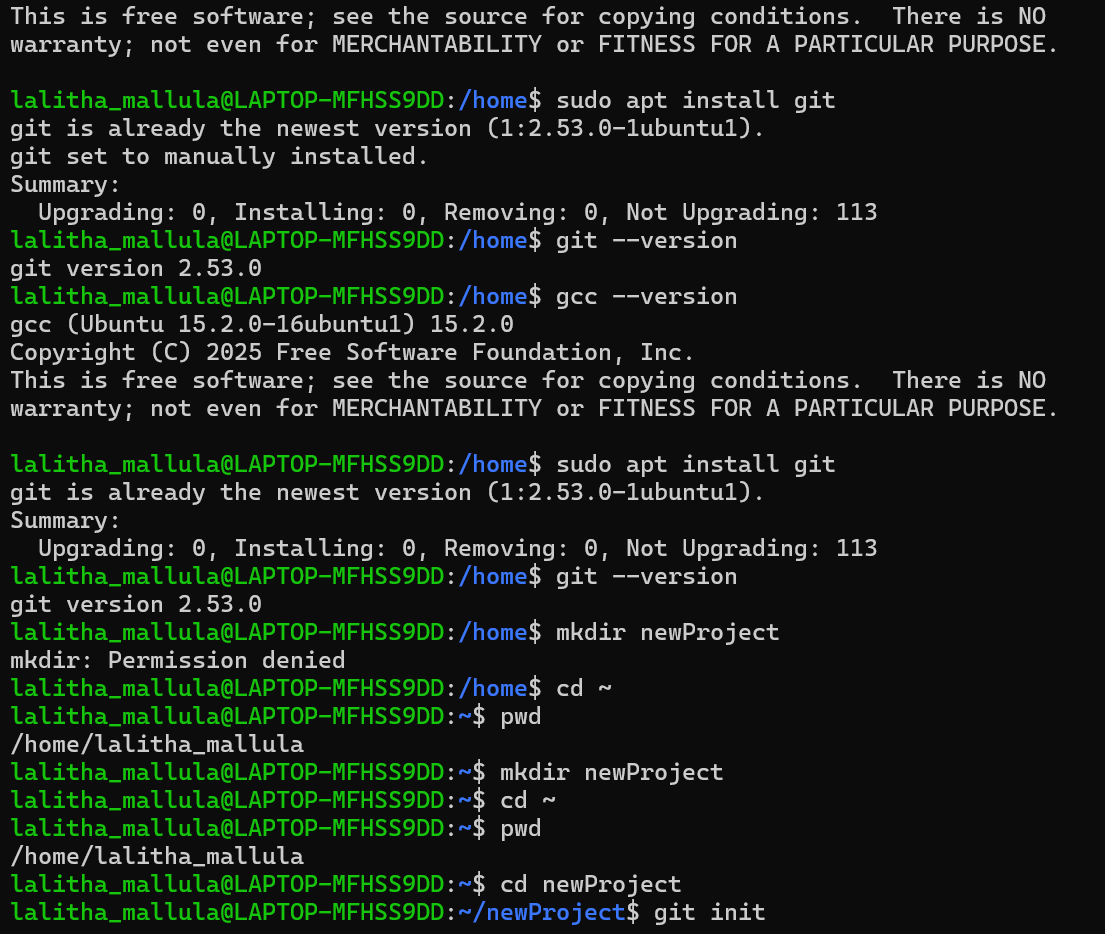 This is free software; see the source for copying conditions.  There is NO
warranty; not even for MERCHANTABILITY or FITNESS FOR A PARTICULAR PURPOSE.
lalitha_mallula@LAPTOP-MFHSS9DD:/home$ sudo apt install git
git is already the newest version (1:2.53.0-1ubuntu1).
git set to manually installed.
Summary:
  Upgrading: 0, Installing: 0, Removing: 0, Not Upgrading: 113
lalitha_mallula@LAPTOP-MFHSS9DD:/home$ git --version
git version 2.53.0
lalitha_mallula@LAPTOP-MFHSS9DD:/home$ gcc --version
gcc (Ubuntu 15.2.0-16ubuntu1) 15.2.0
Copyright (C) 2025 Free Software Foundation, Inc.
This is free software; see the source for copying conditions.  There is NO
warranty; not even for MERCHANTABILITY or FITNESS FOR A PARTICULAR PURPOSE.
lalitha_mallula@LAPTOP-MFHSS9DD:/home$ sudo apt install git
git is already the newest version (1:2.53.0-1ubuntu1).
Summary:
  Upgrading: 0, Installing: 0, Removing: 0, Not Upgrading: 113
lalitha_mallula@LAPTOP-MFHSS9DD:/home$ git --version
git version 2.53.0
lalitha_mallula@LAPTOP-MFHSS9DD:/home$ mkdir newProject
mkdir: Permission denied
lalitha_mallula@LAPTOP-MFHSS9DD:/home$ cd ~
lalitha_mallula@LAPTOP-MFHSS9DD:~$ pwd
/home/lalitha_mallula
lalitha_mallula@LAPTOP-MFHSS9DD:~$ mkdir newProject
lalitha_mallula@LAPTOP-MFHSS9DD:~$ cd ~
lalitha_mallula@LAPTOP-MFHSS9DD:~$ pwd
/home/lalitha_mallula
lalitha_mallula@LAPTOP-MFHSS9DD:~$ cd newProject
lalitha_mallula@LAPTOP-MFHSS9DD:~/newProject$ git init